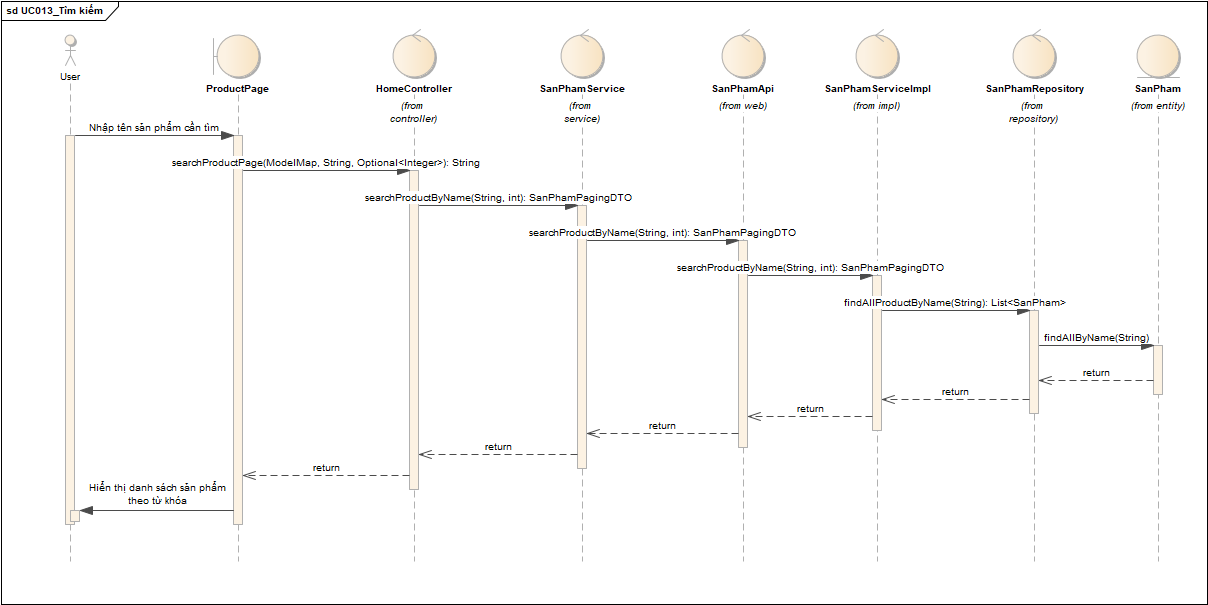 sd UC013_Tìm kiếm
User
ProductPage
HomeController
(from
controller)
SanPhamService
(from
service)
SanPhamApi
(from web)
SanPhamServiceImpl
(from impl)
SanPhamRepository
(from
repository)
SanPham
(from entity)
Nhập tên sản phẩm cần tìm
searchProductPage(ModelMap, String, Optional<Integer>): String
searchProductByName(String, int): SanPhamPagingDTO
searchProductByName(String, int): SanPhamPagingDTO
searchProductByName(String, int): SanPhamPagingDTO
findAllProductByName(String): List<SanPham>
findAllByName(String)
return
return
return
return
return
return
Hiển thị danh sách sản phẩm
theo từ khóa